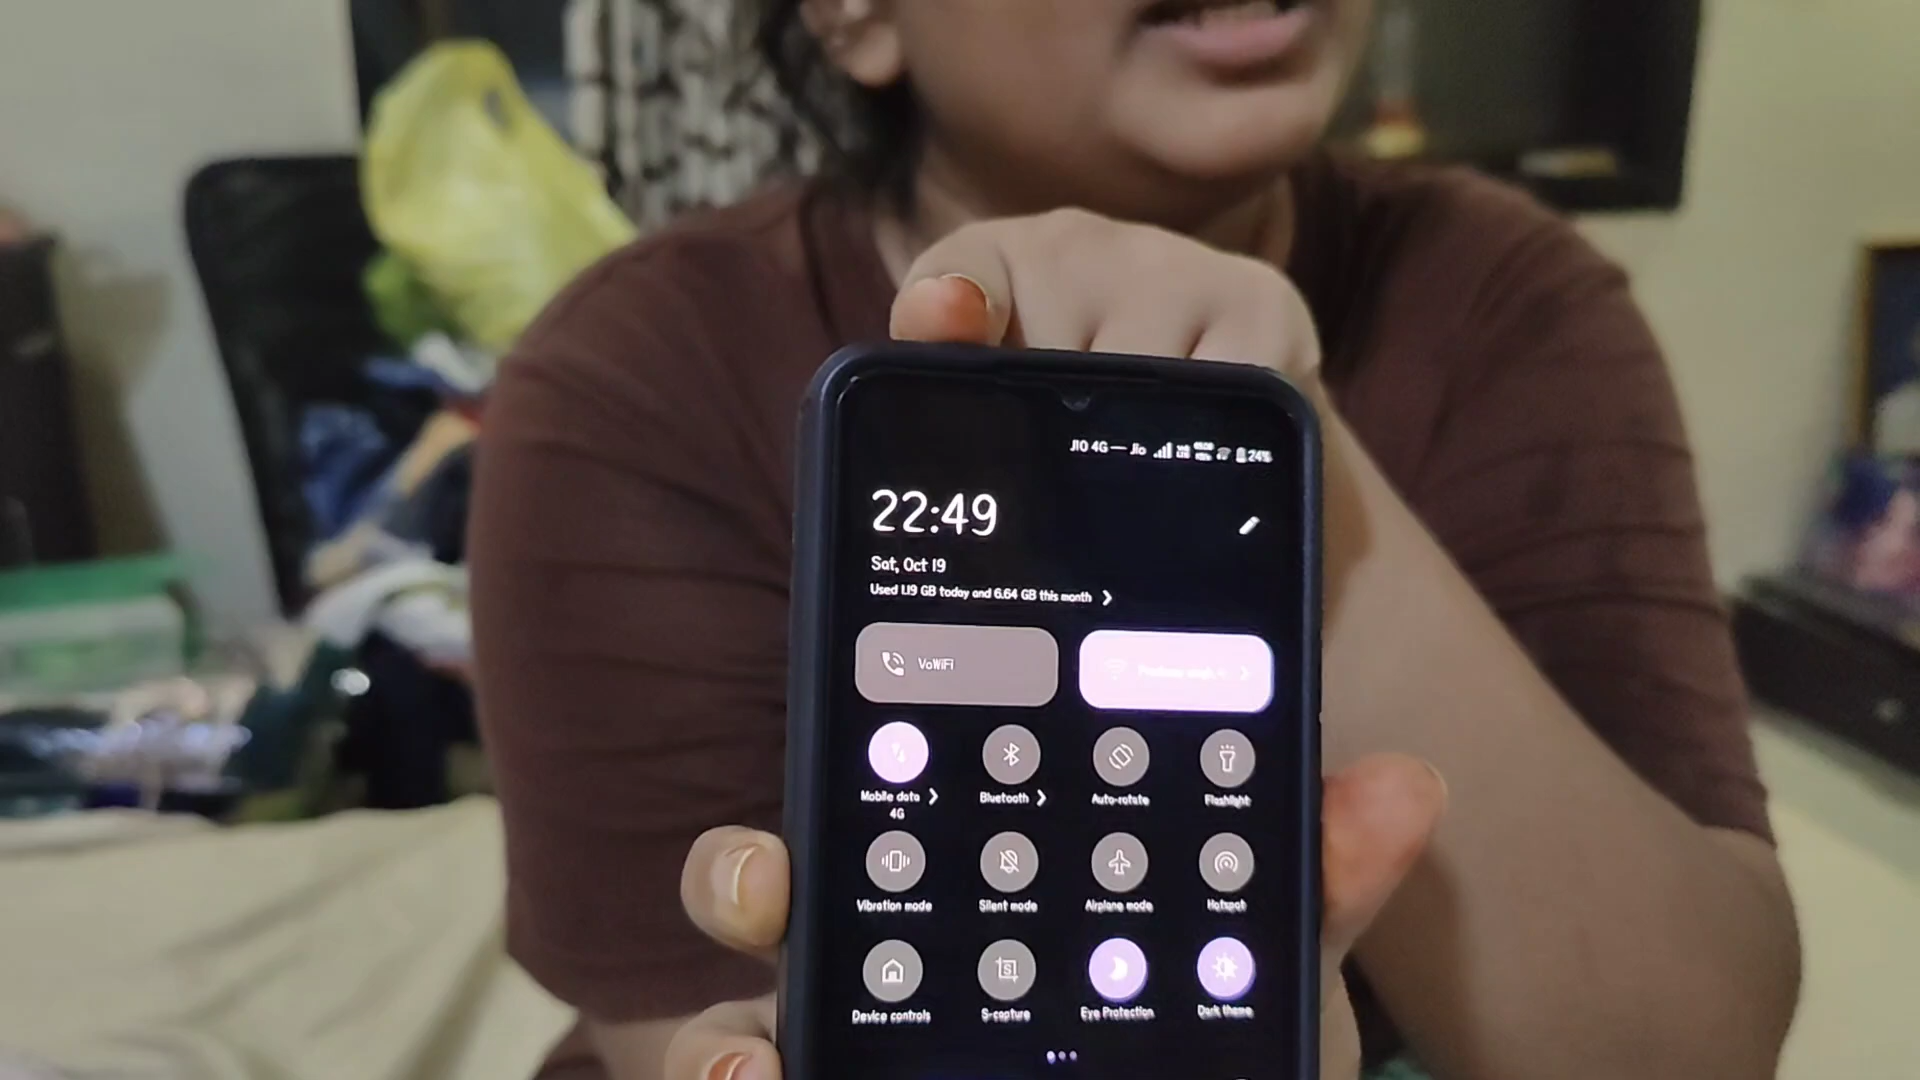 JIO 4G — Jio 24%
22:49
Sat, Oct 19
Used 1.19 GB today and 6.64 GB this month
VoWiFi
Mobile data
4G
Bluetooth
Auto-rotate
Flashlight
Vibration mode
Silent mode
Airplane mode
Hotspot
Device controls
S-capture
Eye Protection
Dark theme